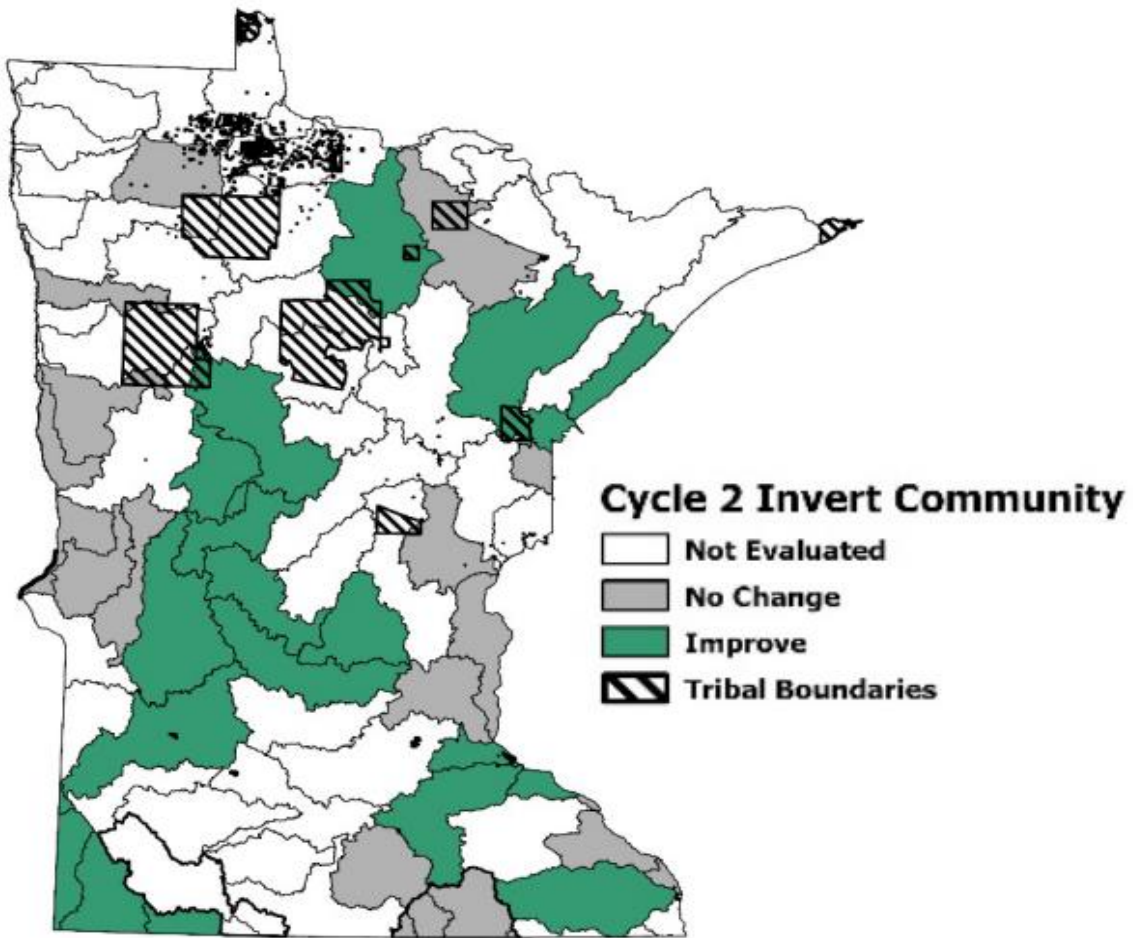 Cycle 2 Invert Community
Not Evaluated
No Change
Improve
Tribal Boundaries